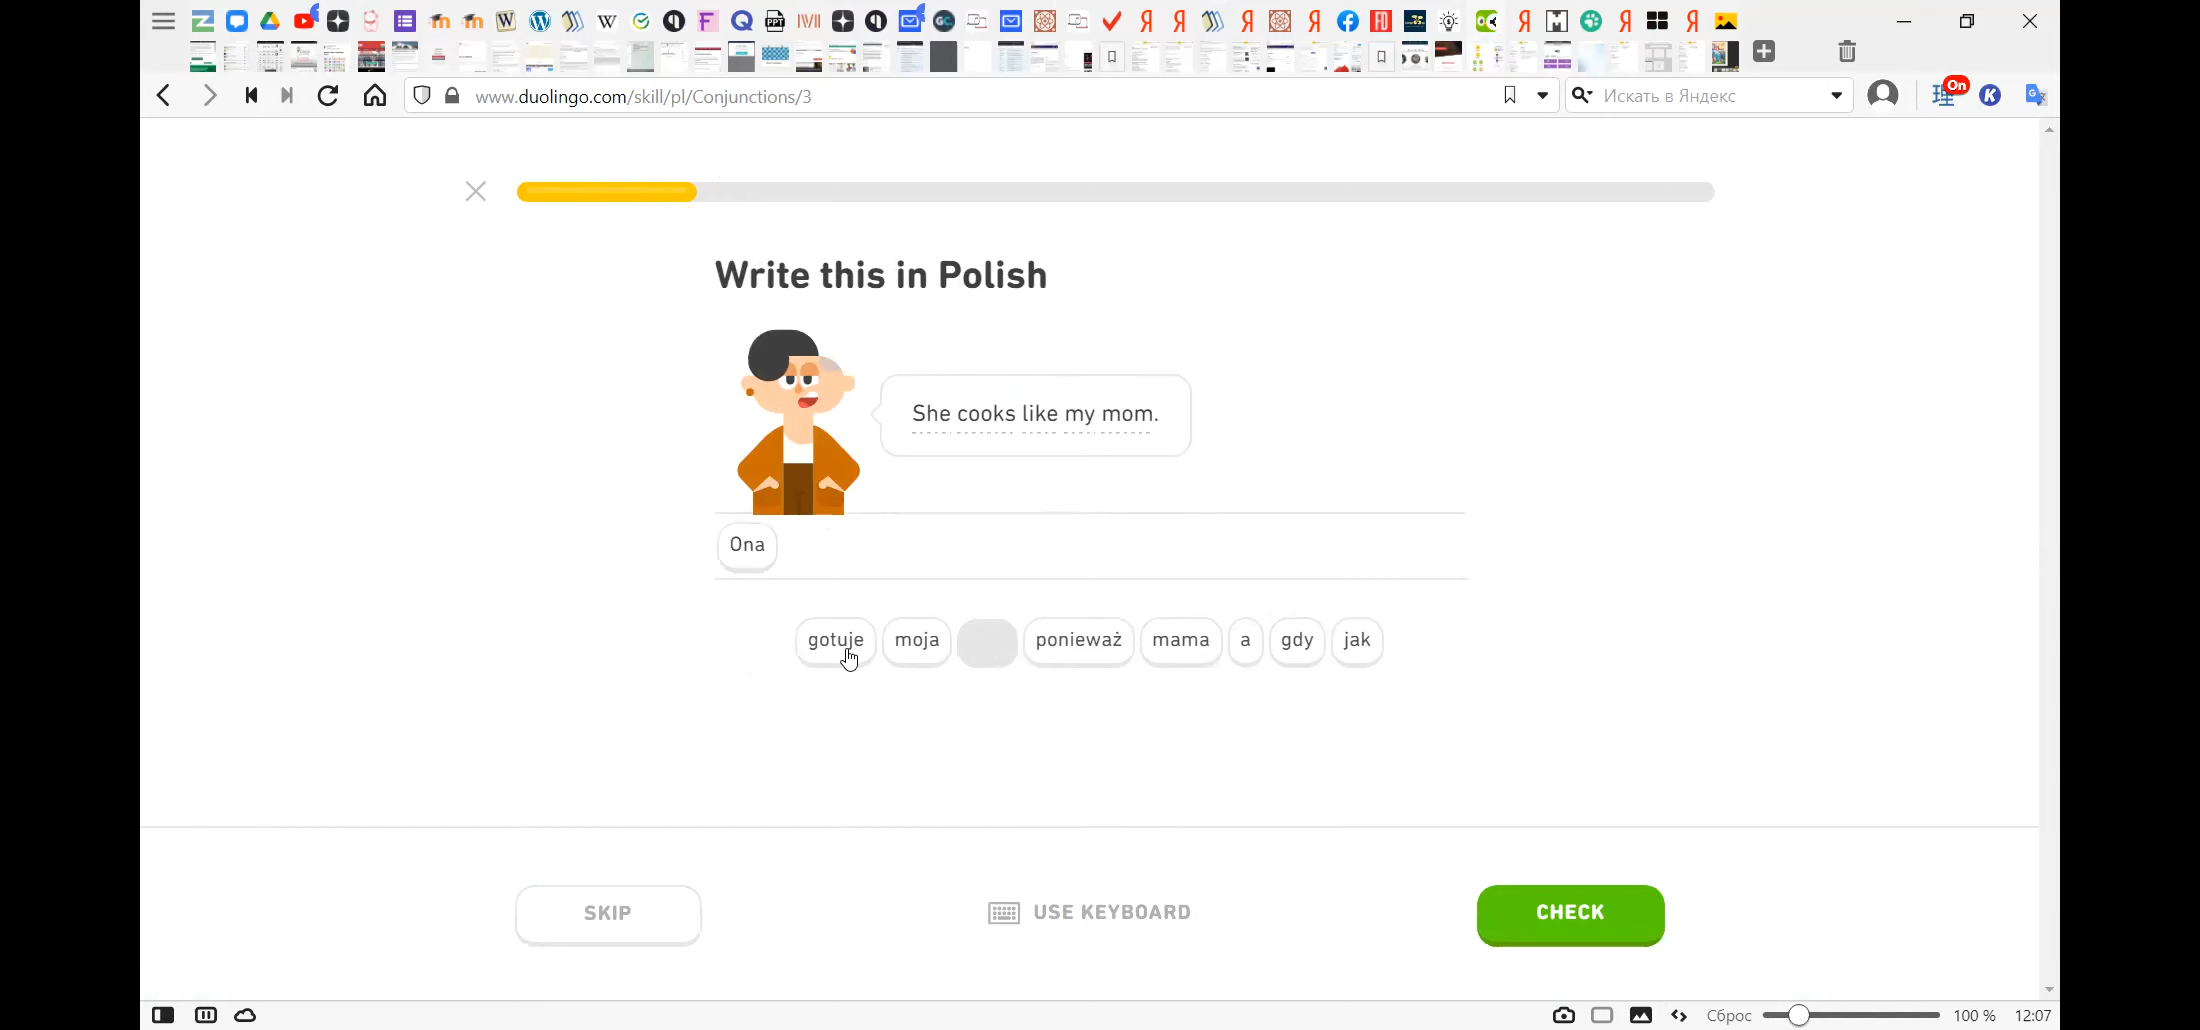 www.duolingo.com/skill/pl/Conjunctions/3
Искать в Яндекс
On
Write this in Polish
She cooks like my mom.
Ona
gotuje moja ponieważ mama a gdy jak
SKIP
USE KEYBOARD
CHECK
Сброс 100 % 12:07